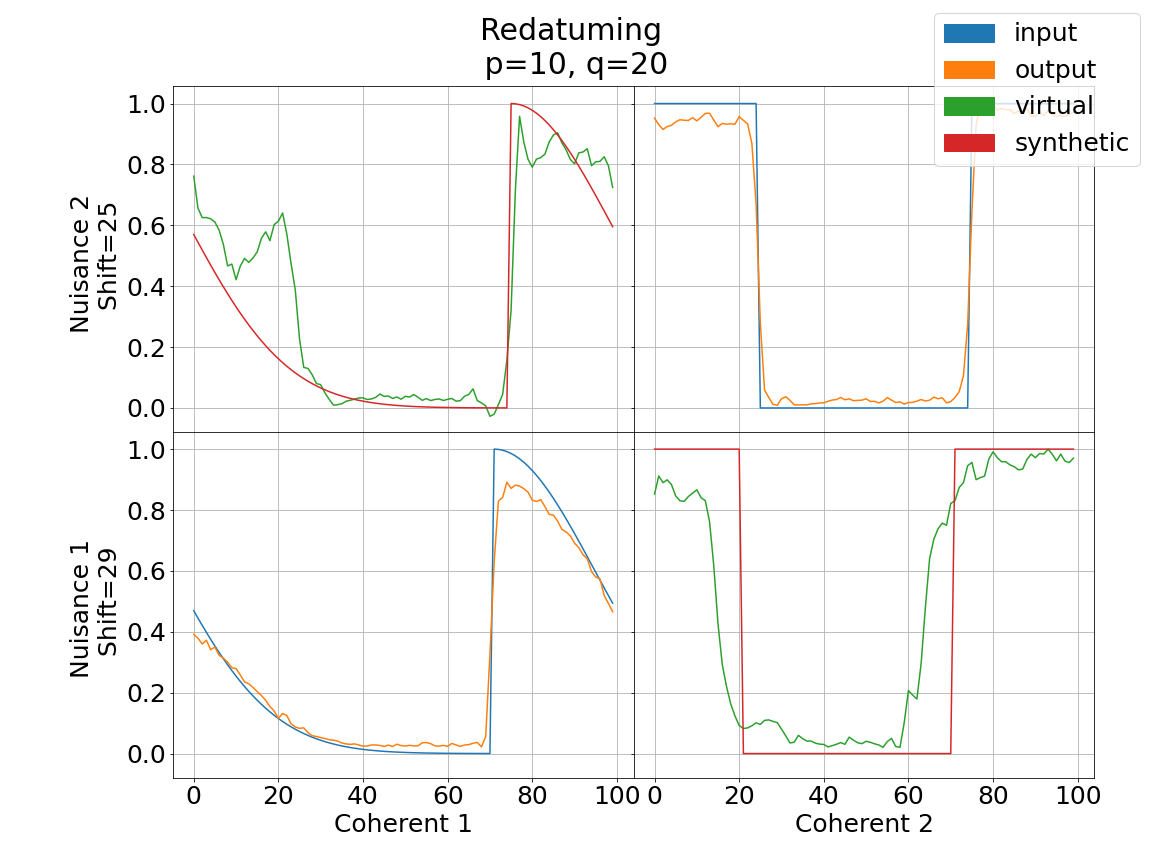 Redatuming
p=10, q=20
input
output
virtual
synthetic
Nuisance 2
Shift=25
1.0
0.8
0.6
0.4
0.2
0.0
Nuisance 1
Shift=29
1.0
0.8
0.6
0.4
0.2
0.0
0 20 40 60 80 100
0 20 40 60 80 100
Coherent 1
Coherent 2